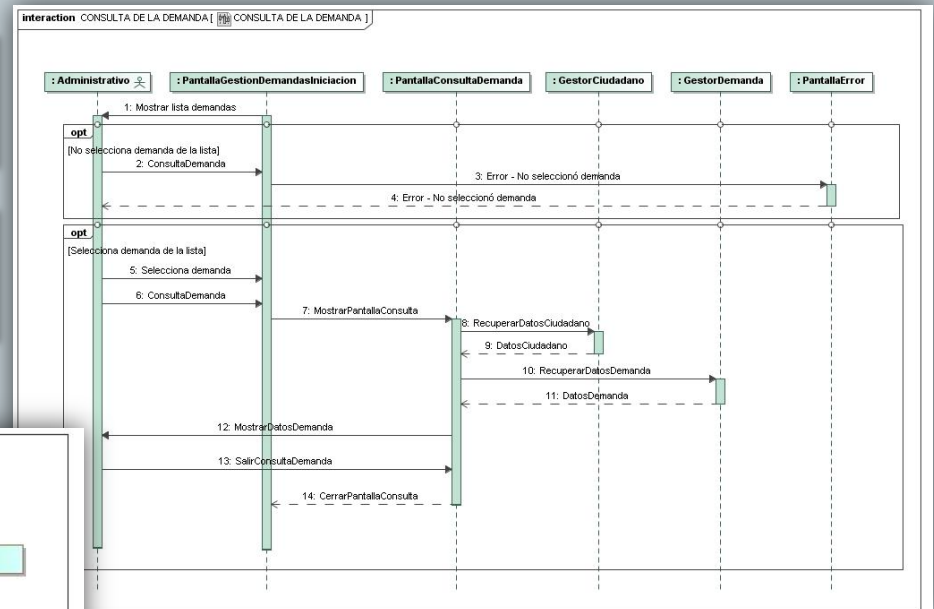 interaction CONSULTA DE LA DEMANDA [ CONSULTA DE LA DEMANDA ]
: Administrativo : PantallaGestionDemandasIniciacion : PantallaConsultaDemanda : GestorCiudadano : GestorDemanda : PantallaError
1: Mostrar lista demandas
opt
[No selecciona demanda de la lista]
2: ConsultaDemanda
3: Error - No seleccionó demanda
4: Error - No seleccionó demanda
opt
[Selecciona demanda de la lista]
5: Selecciona demanda
6: ConsultaDemanda
7: MostrarPantallaConsulta
8: RecuperarDatosCiudadano
9: DatosCiudadano
10: RecuperarDatosDemanda
11: DatosDemanda
12: MostrarDatosDemanda
13: SalirConsultaDemanda
14: CerrarPantallaConsulta